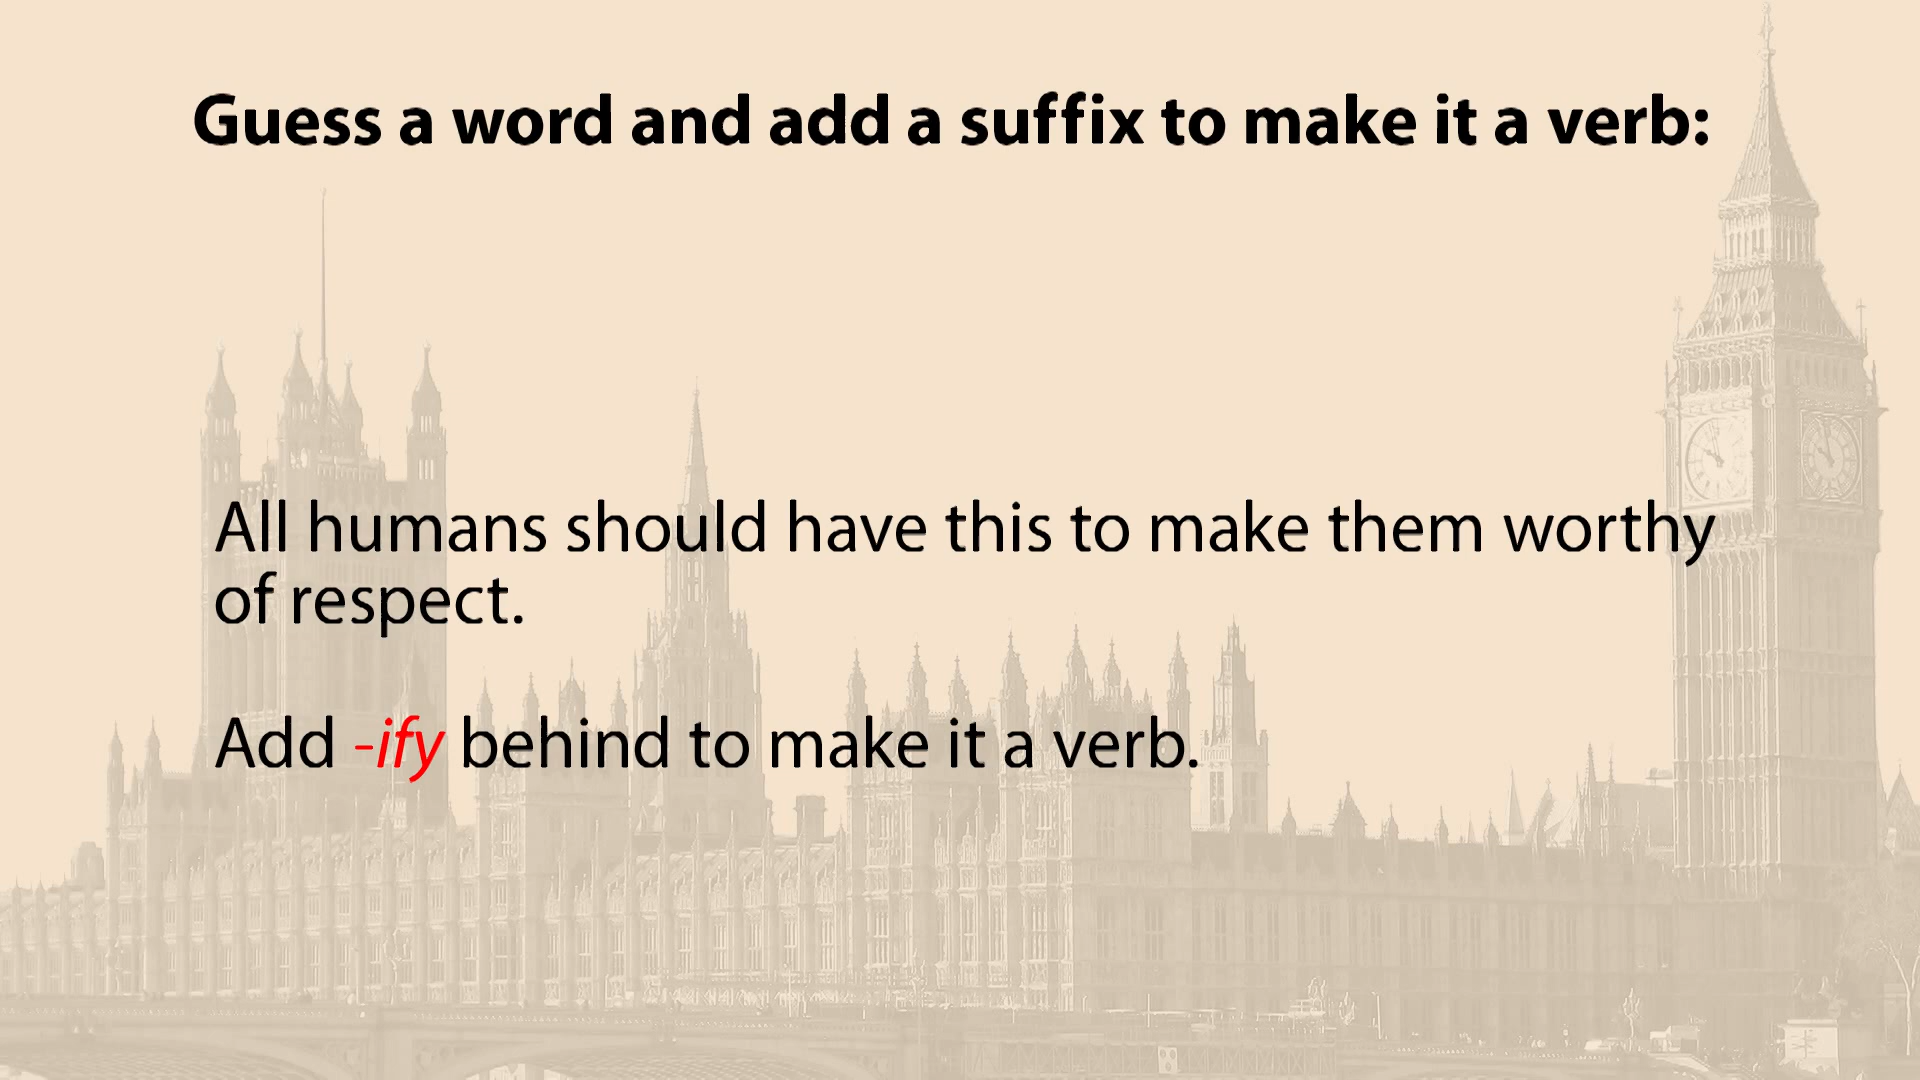 Guess a word and add a suffix to make it a verb:
All humans should have this to make them worthy
of respect.
Add -ify behind to make it a verb.